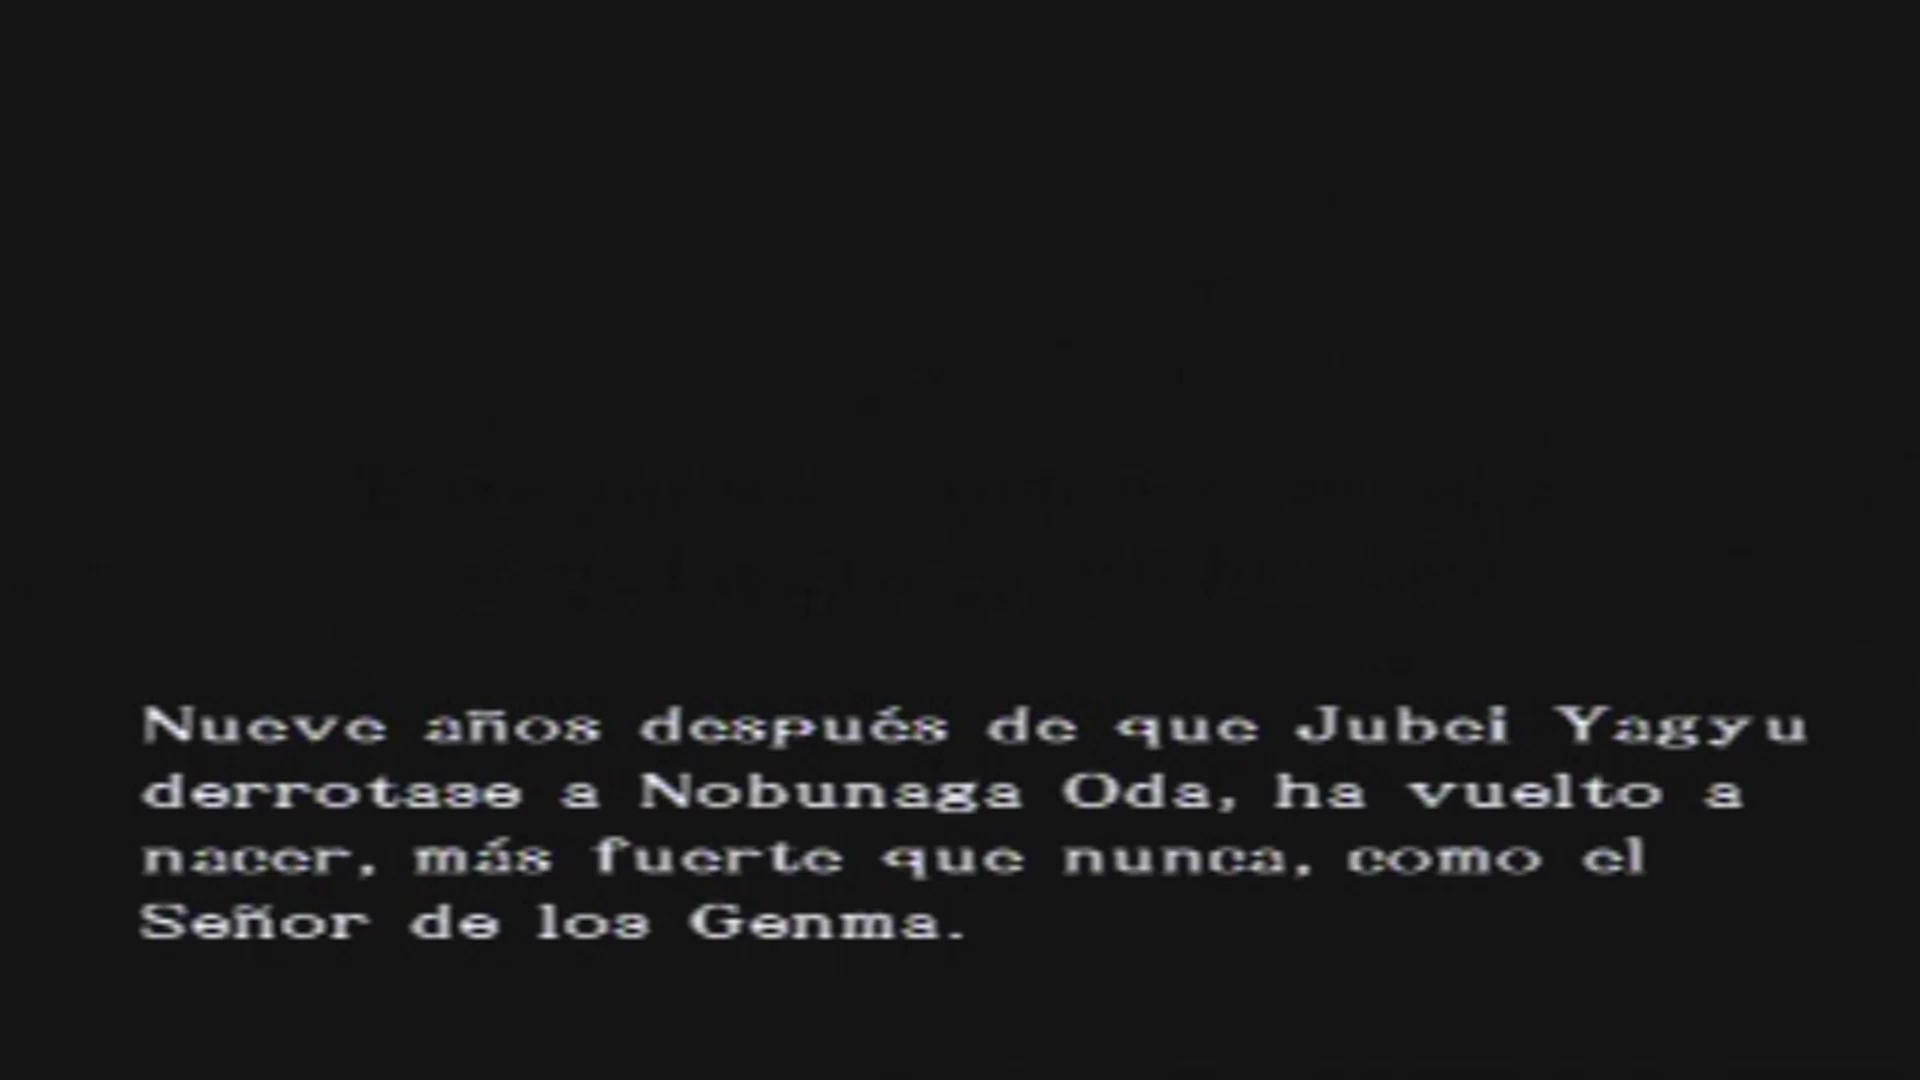 Nueve años después de que Jubei Yagyu
derrotase a Nobunaga Oda, ha vuelto a
nacer, más fuerte que nunca, como el
Señor de los Genma.